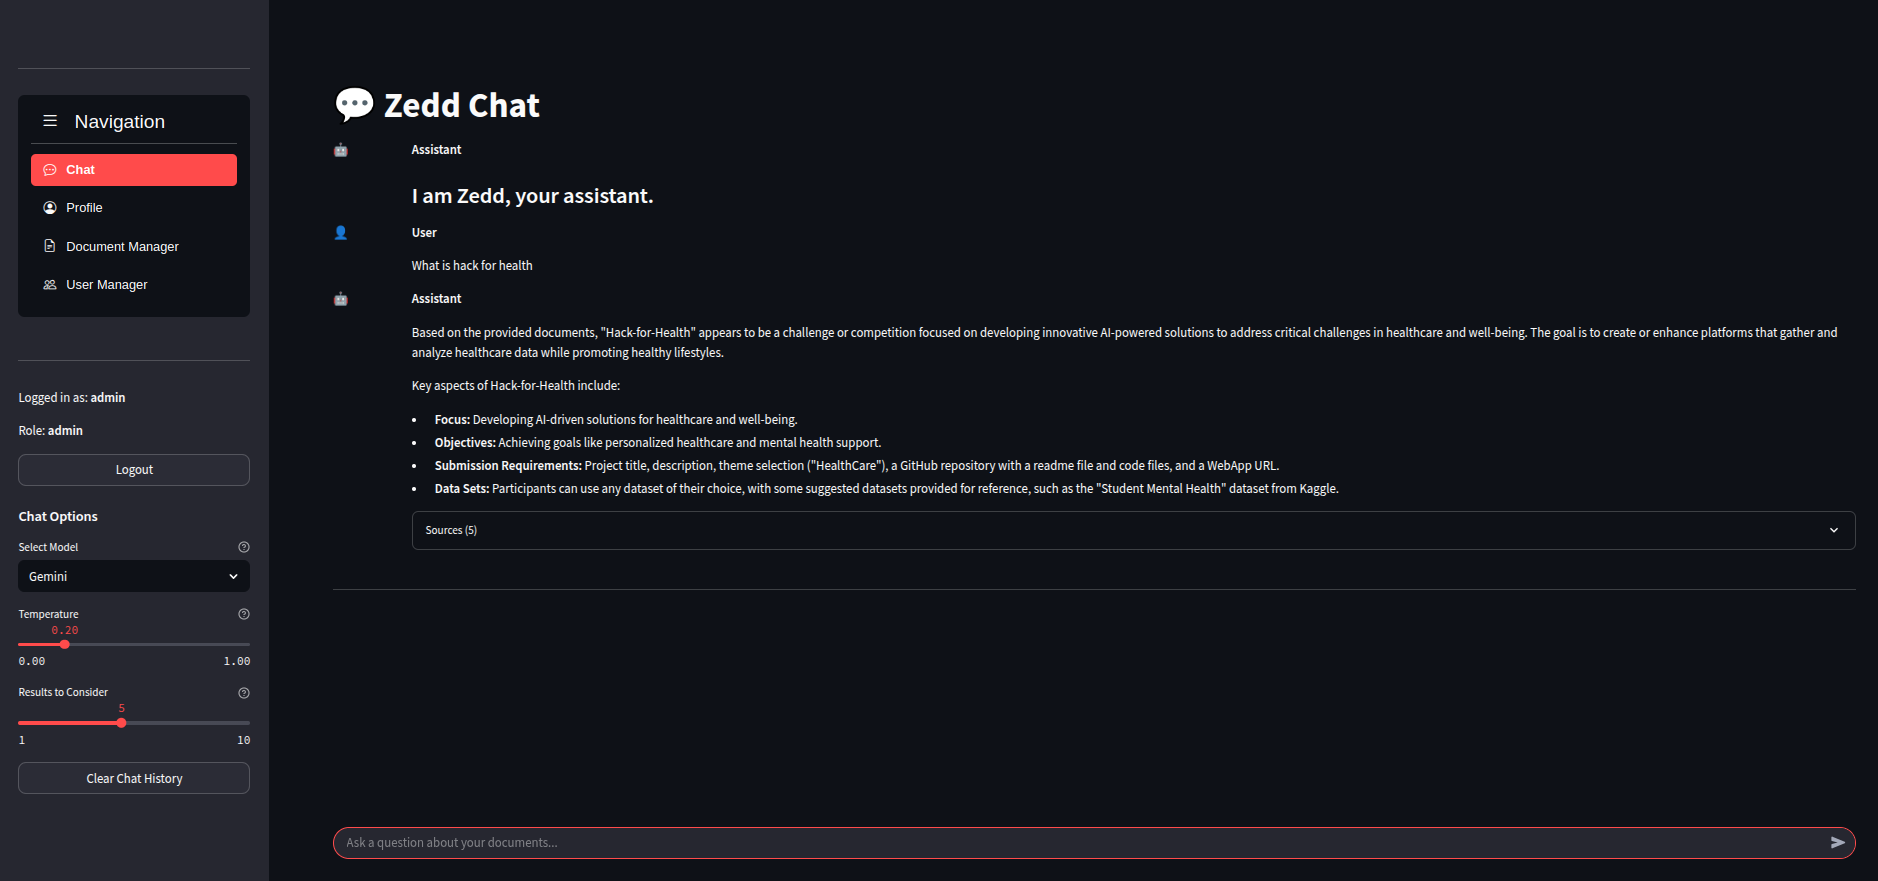 Navigation
Chat
Profile
Document Manager
User Manager
Logged in as: admin
Role: admin
Logout
Chat Options
Select Model
Gemini
Temperature
0.20
0.00 1.00
Results to Consider
5
1 10
Clear Chat History
Zedd Chat
Assistant
I am Zedd, your assistant.
User
What is hack for health
Assistant
Based on the provided documents, "Hack-for-Health" appears to be a challenge or competition focused on developing innovative AI-powered solutions to address critical challenges in healthcare and well-being. The goal is to create or enhance platforms that gather and
analyze healthcare data while promoting healthy lifestyles.
Key aspects of Hack-for-Health include:
• Focus: Developing AI-driven solutions for healthcare and well-being.
• Objectives: Achieving goals like personalized healthcare and mental health support.
• Submission Requirements: Project title, description, theme selection ("HealthCare"), a GitHub repository with a readme file and code files, and a WebApp URL.
• Data Sets: Participants can use any dataset of their choice, with some suggested datasets provided for reference, such as the "Student Mental Health" dataset from Kaggle.
Sources (5)
Ask a question about your documents...